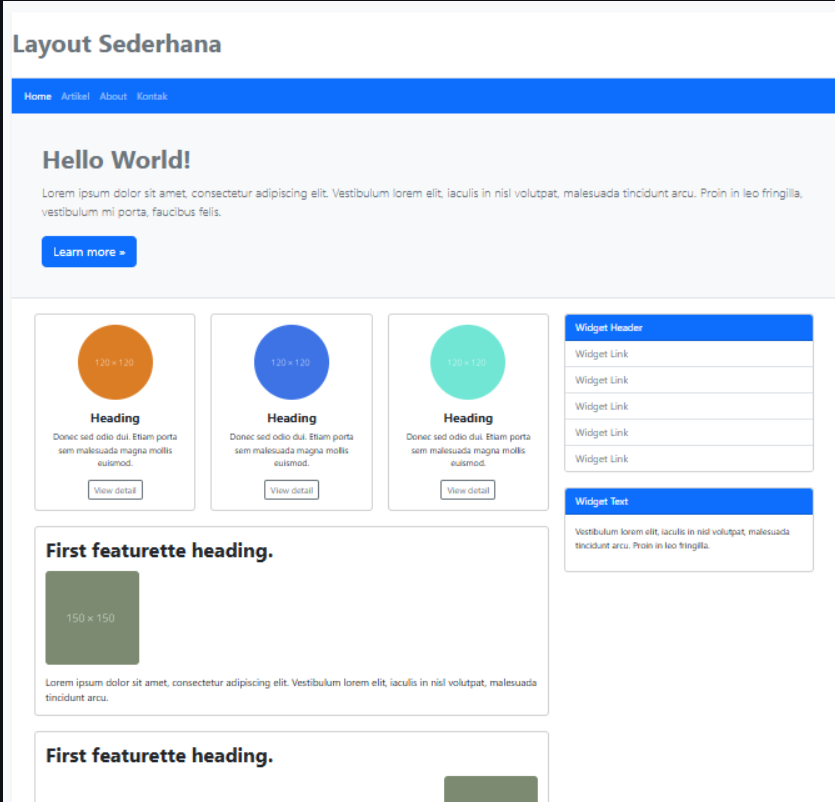 Layout Sederhana
Home Artikel About Kontak
Hello World!
Lorem ipsum dolor sit amet, consectetur adipiscing elit. Vestibulum lorem elit, iaculis in nisl volutpat, malesuada tincidunt arcu. Proin in leo fringilla,
vestibulum mi porta, faucibus felis.
Learn more »
120 × 120
Heading
Donec sed odio dui. Etiam porta
sem malesuada magna mollis
euismod.
View detail
120 × 120
Heading
Donec sed odio dui. Etiam porta
sem malesuada magna mollis
euismod.
View detail
120 × 120
Heading
Donec sed odio dui. Etiam porta
sem malesuada magna mollis
euismod.
View detail
First featurette heading.
150 × 150
Lorem ipsum dolor sit amet, consectetur adipiscing elit. Vestibulum lorem elit, iaculis in nisl volutpat, malesuada
tincidunt arcu.
First featurette heading.
Widget Header
Widget Link
Widget Link
Widget Link
Widget Link
Widget Link
Widget Text
Vestibulum lorem elit, iaculis in nisl volutpat, malesuada
tincidunt arcu. Proin in leo fringilla.